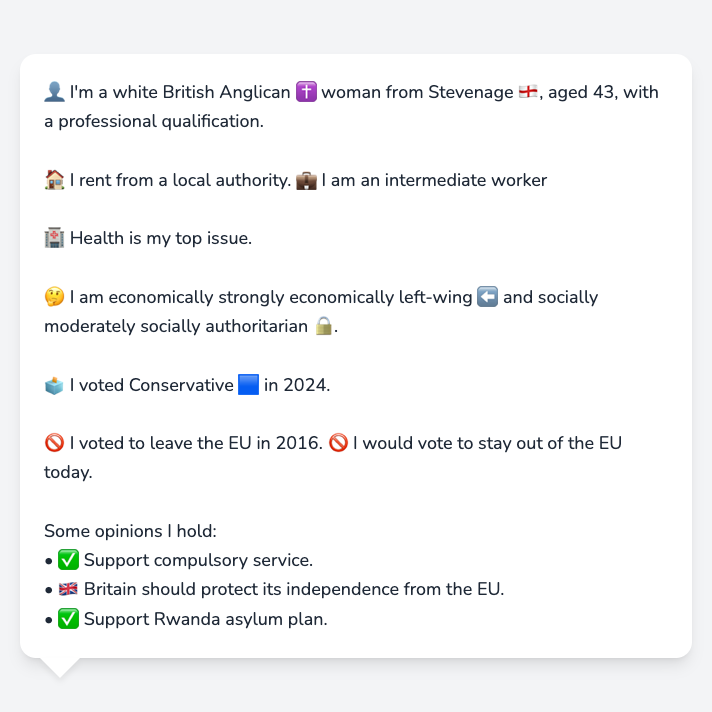 👤 I'm a white British Anglican ✝️ woman from Stevenage 🏴󠁧󠁢󠁥󠁮󠁧󠁿, aged 43, with
a professional qualification.
🏠 I rent from a local authority. 💼 I am an intermediate worker
🏥 Health is my top issue.
🤔 I am economically strongly economically left-wing ⬅️ and socially
moderately socially authoritarian 🔒.
🗳️ I voted Conservative 🟦 in 2024.
🚫 I voted to leave the EU in 2016. 🚫 I would vote to stay out of the EU
today.
Some opinions I hold:
• ✅ Support compulsory service.
• 🇬🇧 Britain should protect its independence from the EU.
• ✅ Support Rwanda asylum plan.